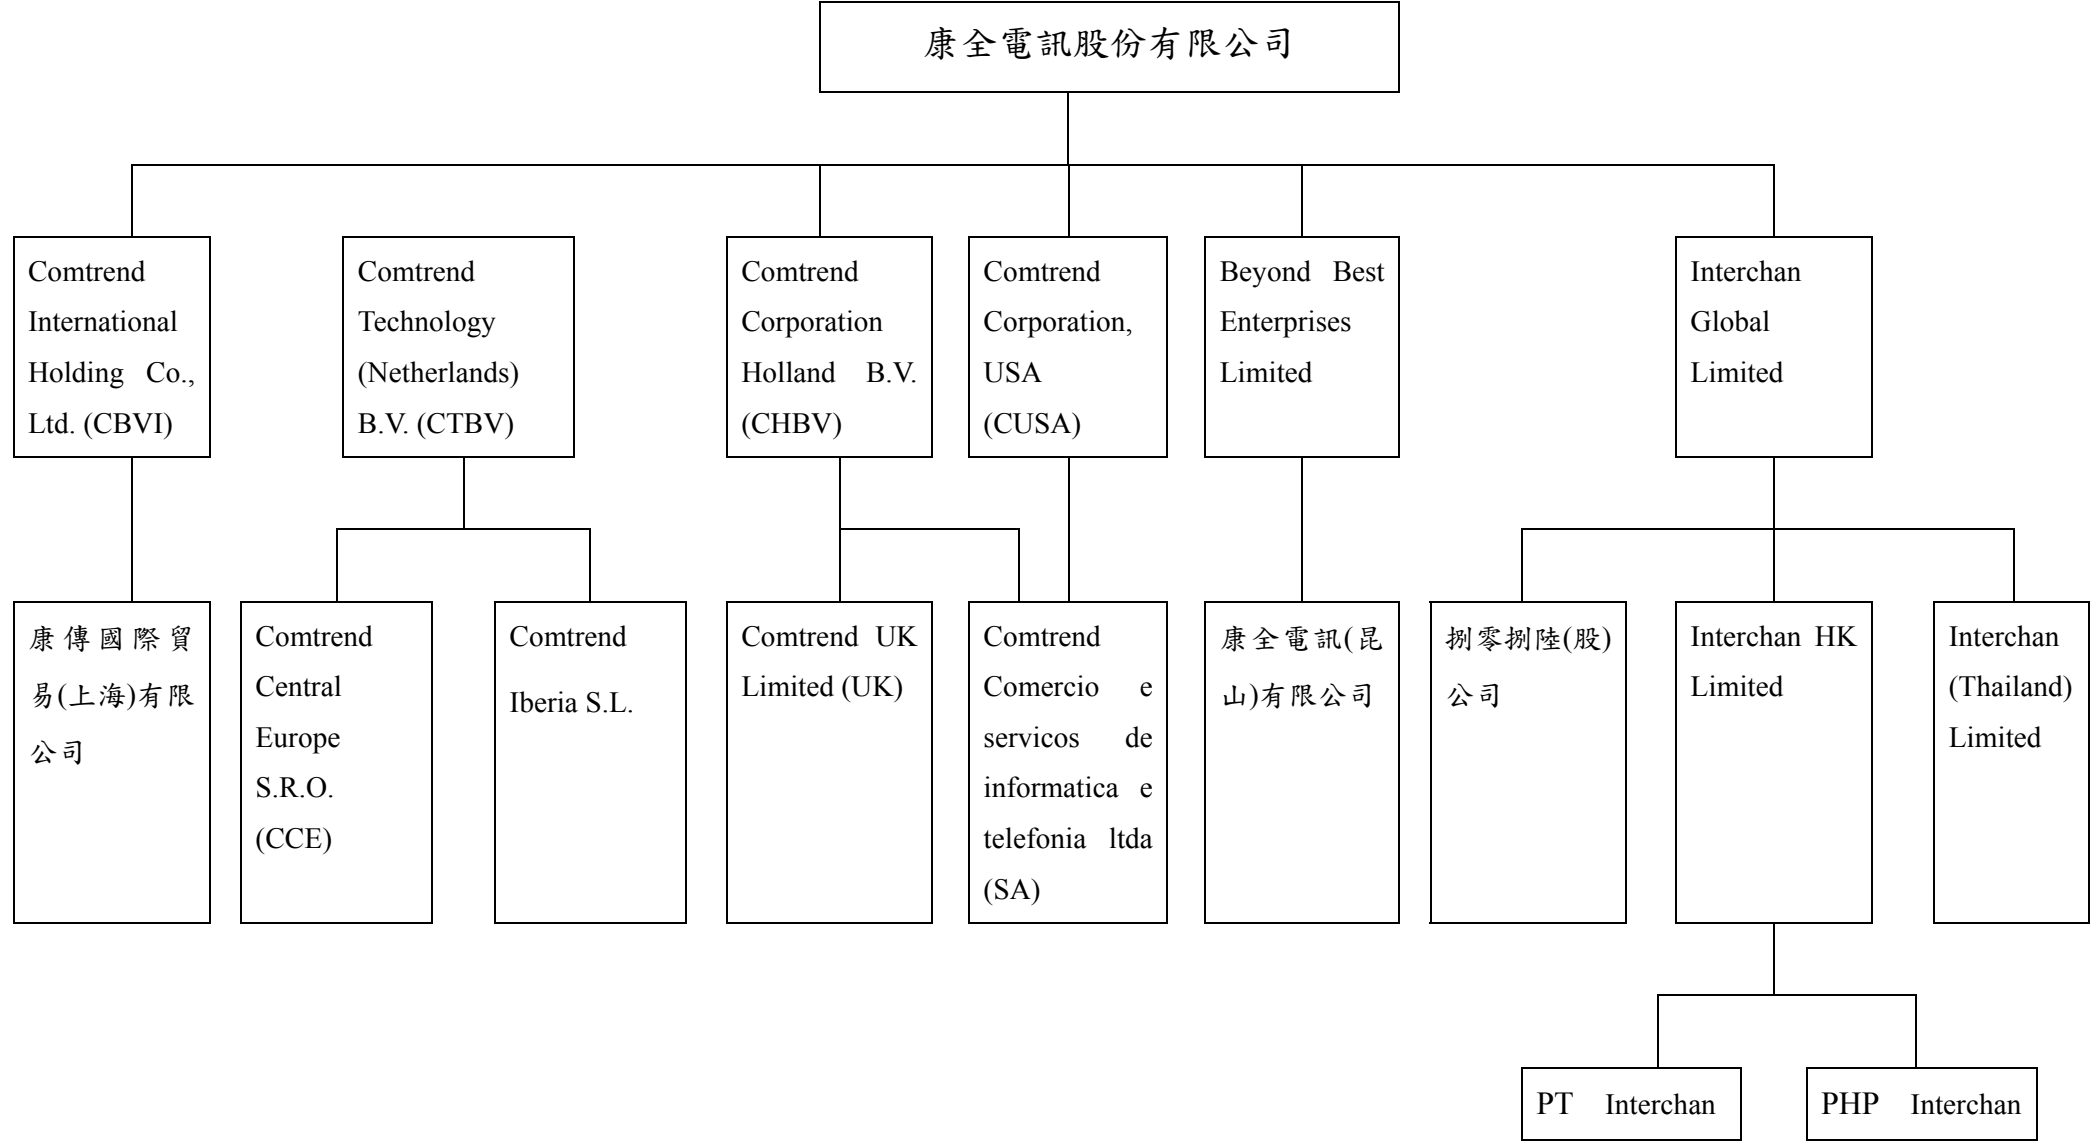 康全電訊股份有限公司
Comtrend
International
Holding Co.,
Ltd. (CBVI)
Comtrend
Technology
(Netherlands)
B.V. (CTBV)
Comtrend
Corporation
Holland B.V.
(CHBV)
Comtrend
Corporation,
USA
(CUSA)
Beyond Best
Enterprises
Limited
Interchan
Global
Limited
康傳國際貿
易(上海)有限
公司
Comtrend
Central
Europe
S.R.O.
(CCE)
Comtrend
Iberia S.L.
Comtrend UK
Limited (UK)
Comtrend
Comercio e
servicos de
informatica e
telefonia ltda
(SA)
康全電訊(昆
山)有限公司
捌零捌陸(股)
公司
Interchan HK
Limited
Interchan
(Thailand)
Limited
PT Interchan
PHP Interchan